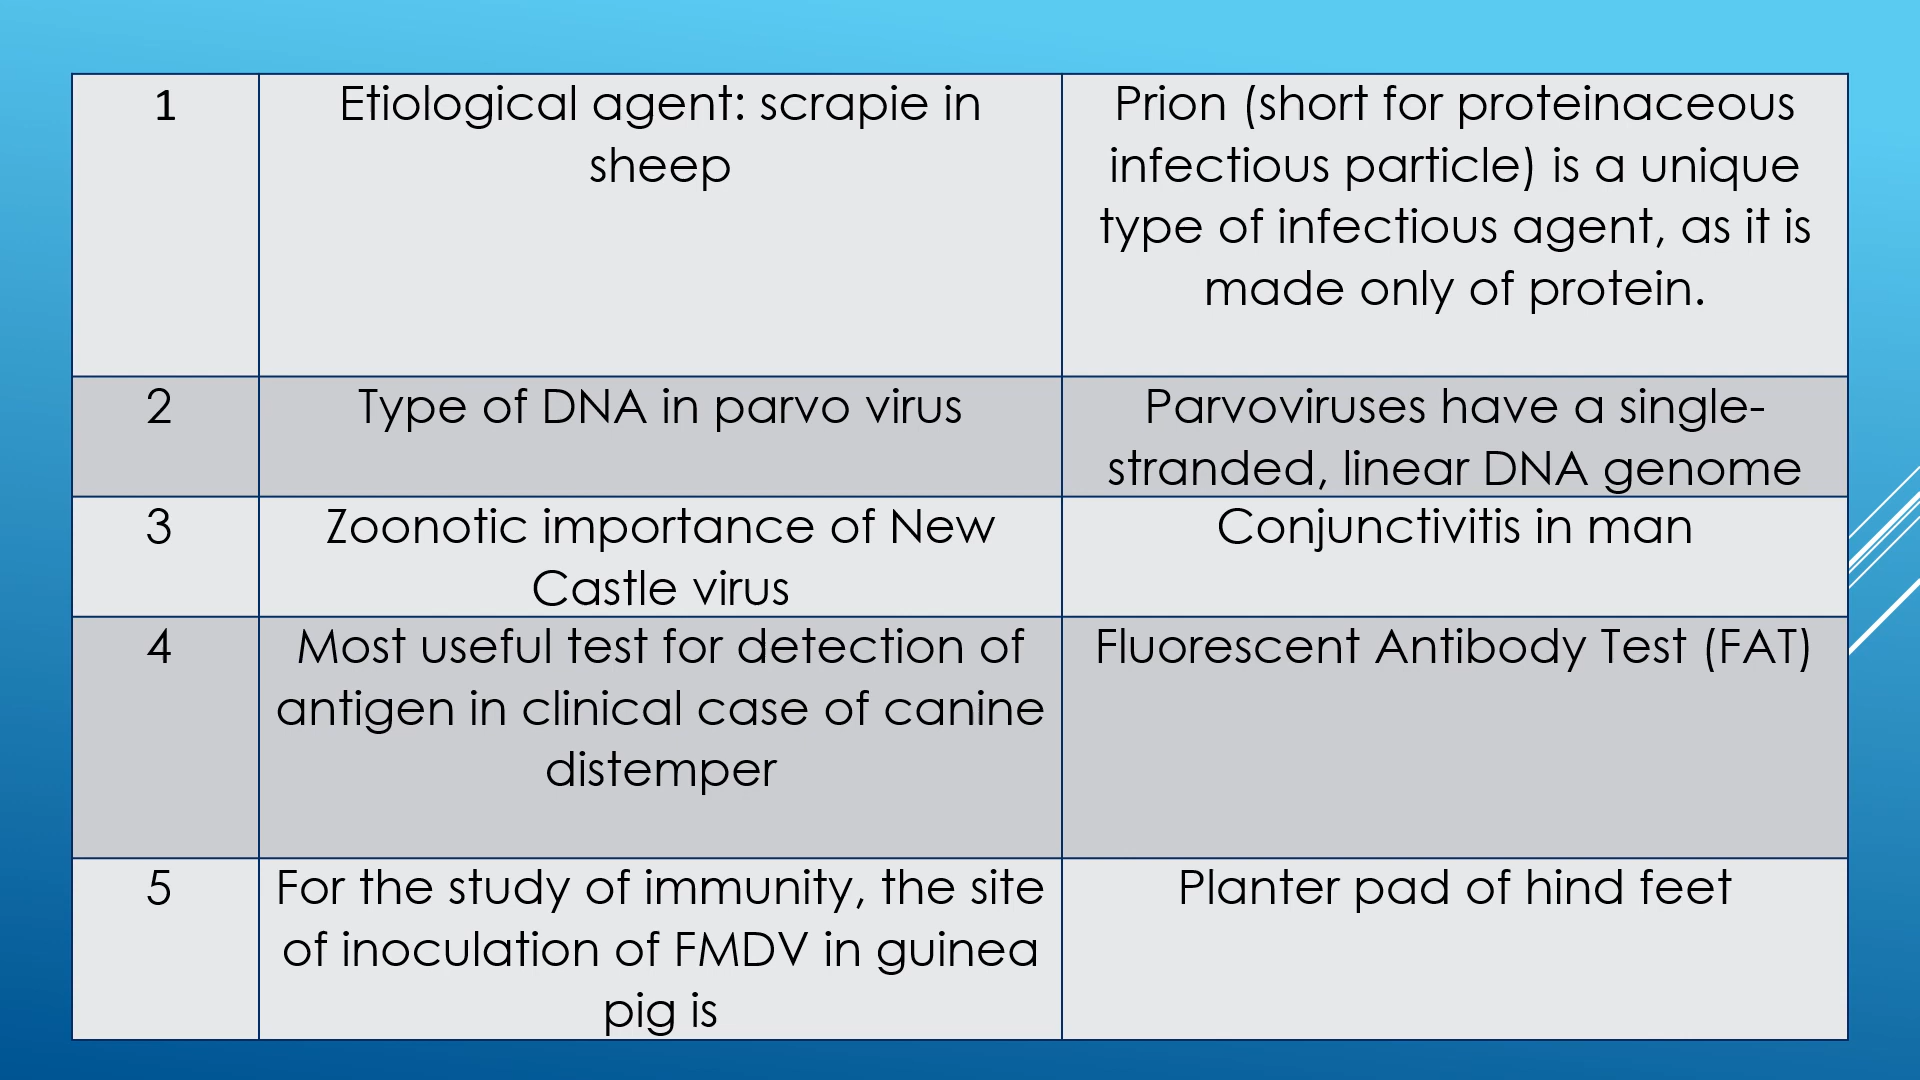 1
Etiological agent: scrapie in
sheep
Prion (short for proteinaceous
infectious particle) is a unique
type of infectious agent, as it is
made only of protein.
2
Type of DNA in parvo virus
Parvoviruses have a single-
stranded, linear DNA genome
3
Zoonotic importance of New
Castle virus
Conjunctivitis in man
4
Most useful test for detection of
antigen in clinical case of canine
distemper
Fluorescent Antibody Test (FAT)
5
For the study of immunity, the site
of inoculation of FMDV in guinea
pig is
Planter pad of hind feet